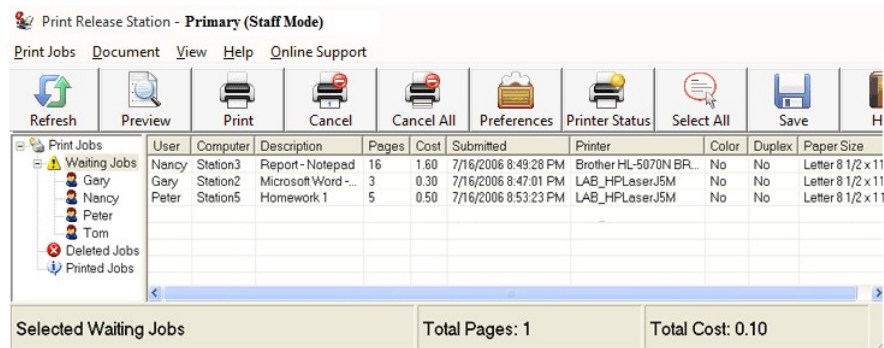 Print Release Station - Primary (Staff Mode)
Print Jobs Document View Help Online Support
Refresh Preview Print Cancel Cancel All Preferences Printer Status Select All Save H
Print Jobs User Computer Description Pages Cost Submitted Printer Color Duplex Paper Size
Waiting Jobs Nancy Station3 Report - Notepad 16 1.60 7/16/2006 8:49:28 PM Brother HL-5070N BR... No No Letter 8 1/2 x 11
Gary Gary Station2 Microsoft Word -... 3 0.30 7/16/2006 8:47:01 PM LAB_HPLaserJ5M No No Letter 8 1/2 x 11
Nancy Peter Station5 Homework 1 5 0.50 7/16/2006 8:53:23 PM LAB_HPLaserJ5M No No Letter 8 1/2 x 11
Peter
Tom
Deleted Jobs
Printed Jobs
Selected Waiting Jobs Total Pages: 1 Total Cost: 0.10